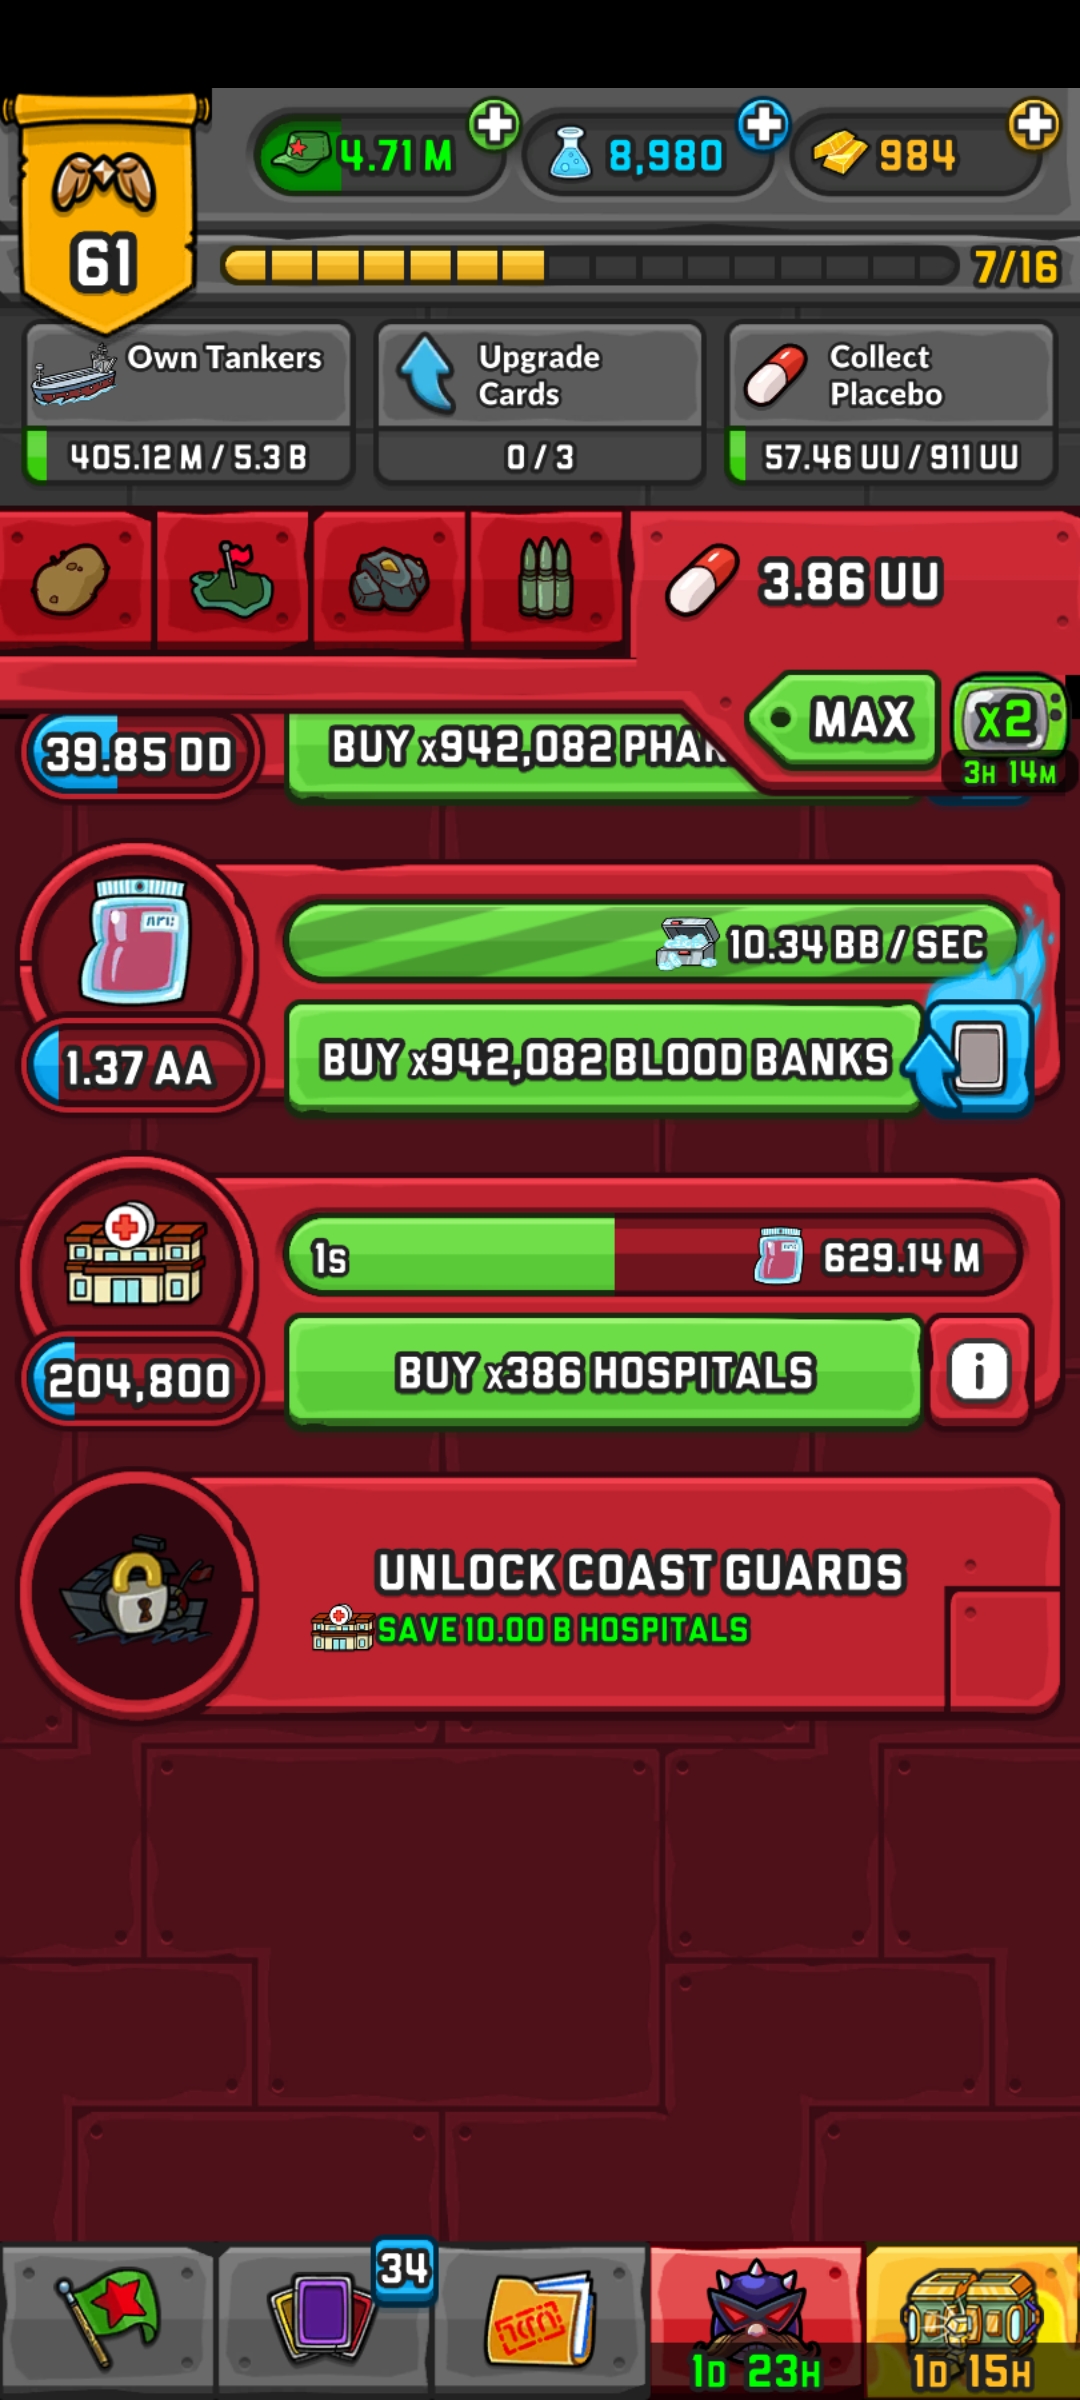 4.71 M
8,980
984
61
7/16
Own Tankers
405.12 M / 5.3 B
Upgrade
Cards
0 / 3
Collect
Placebo
57.46 UU / 911 UU
3.86 UU
MAX
x2
3H 14M
39.85 DD
BUY x942,082
10.34 BB / SEC
1.37 AA
BUY x942,082 BLOOD BANKS
1s
629.14 M
204,800
BUY x386 HOSPITALS
i
UNLOCK COAST GUARDS
SAVE 10.00 B HOSPITALS
34
1D 23H
1D 15H